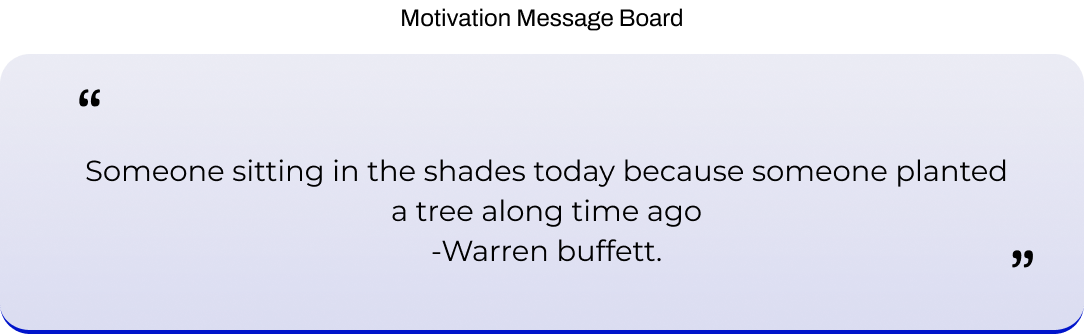 Motivation Message Board
“
Someone sitting in the shades today because someone planted
a tree along time ago
-Warren buffett.
”